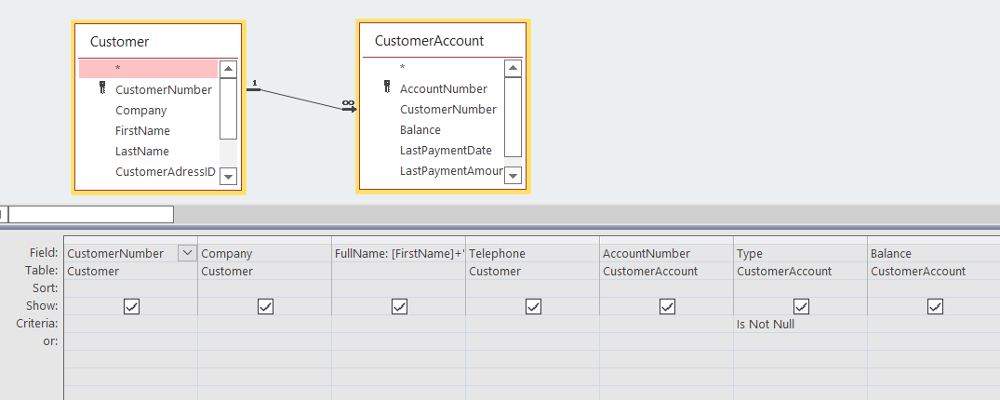 Customer
*
CustomerNumber
Company
FirstName
LastName
CustomerAdressID
1
∞
CustomerAccount
*
AccountNumber
CustomerNumber
Balance
LastPaymentDate
LastPaymentAmour
Field: CustomerNumber Company FullName: [FirstName]+' Telephone AccountNumber Type Balance
Table: Customer Customer Customer CustomerAccount CustomerAccount CustomerAccount
Sort:
Show:
Criteria: Is Not Null
or: